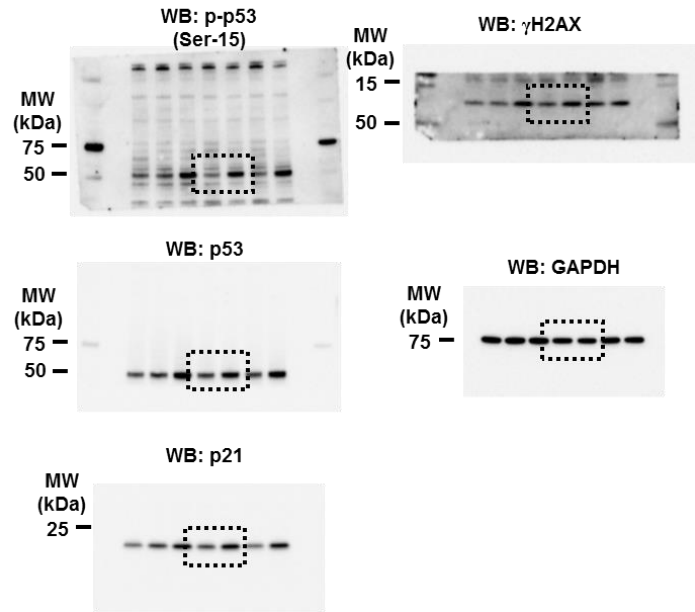 WB: p-p53
(Ser-15)
MW
(kDa)
75
50
WB: γH2AX
MW
(kDa)
15
50
WB: p53
MW
(kDa)
75
50
WB: GAPDH
MW
(kDa)
75
WB: p21
MW
(kDa)
25